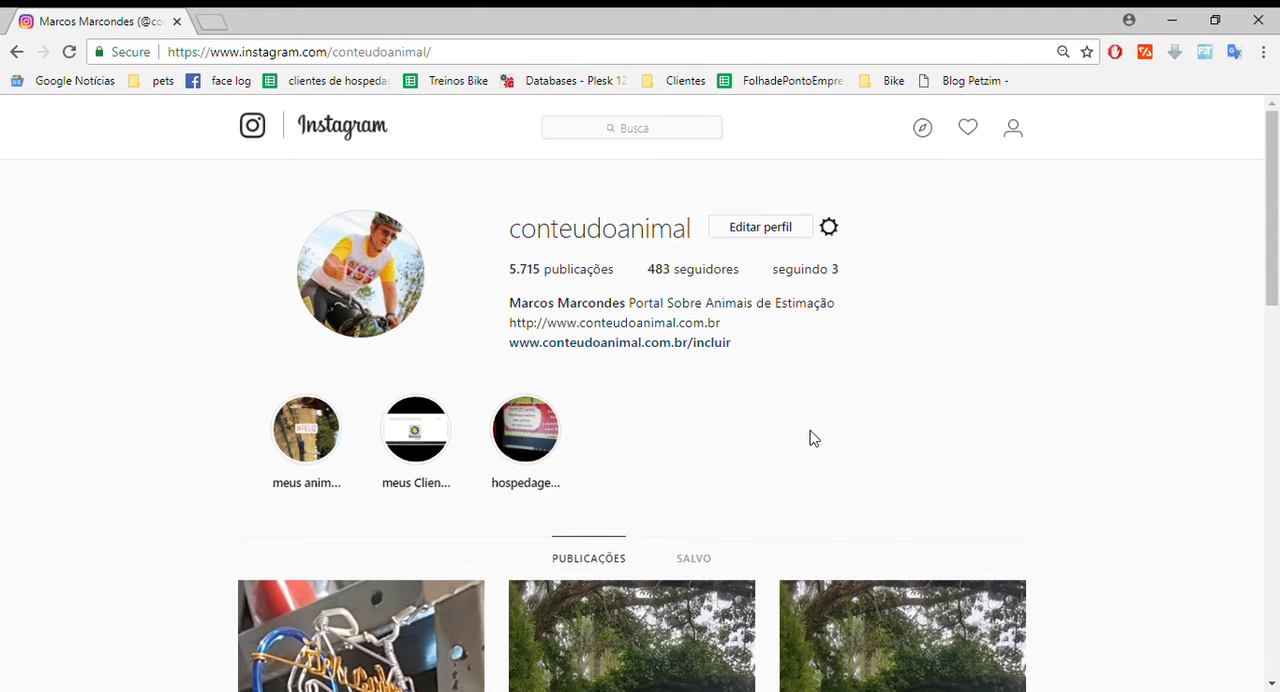 Marcos Marcondes (@co
Secure https://www.instagram.com/conteudoanimal/
Google Notícias pets face log clientes de hospeda Treinos Bike Databases - Plesk 12 Clientes FolhadePontoEmpre Bike Blog Petzim -
Instagram Busca
conteudoanimal Editar perfil
5.715 publicações 483 seguidores seguindo 3
Marcos Marcondes Portal Sobre Animais de Estimação
http://www.conteudoanimal.com.br
www.conteudoanimal.com.br/incluir
#FELIZ
meus anim... meus Clien... hospedage...
PUBLICAÇÕES SALVO